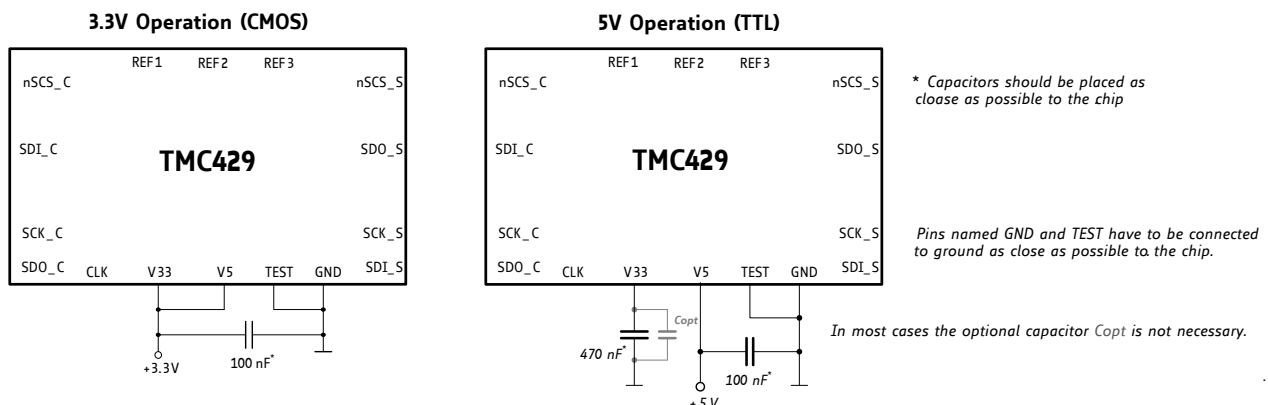 3.3V Operation (CMOS)
REF1 REF2 REF3
nSCS_C nSCS_S
SDI_C TMC429 SDO_S
SCK_C SCK_S
SDO_C CLK V33 V5 TEST GND SDI_S
100 nF*
+3.3V
5V Operation (TTL)
REF1 REF2 REF3
nSCS_C nSCS_S
SDI_C TMC429 SDO_S
SCK_C SCK_S
SDO_C CLK V33 V5 TEST GND SDI_S
Copt
470 nF*
100 nF*
+5V
* Capacitors should be placed as
cloase as possible to the chip
Pins named GND and TEST have to be connected
to ground as close as possible to the chip.
In most cases the optional capacitor Copt is not necessary.
.